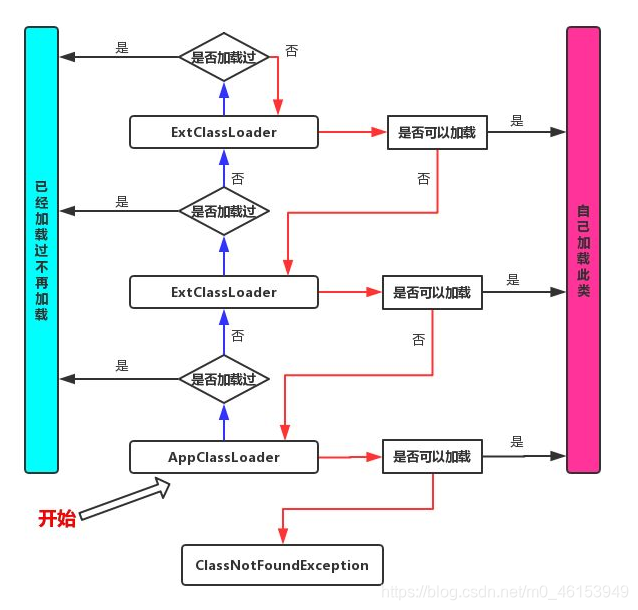 是
是否加载过
否
ExtClassLoader
是否可以加载
是
否
否
是
是否加载过
已经加载过不再加载
自己加载此类
ExtClassLoader
是否可以加载
是
否
否
是
是否加载过
AppClassLoader
是否可以加载
是
开始
ClassNotFoundException
https://blog.csdn.net/m0_46153949